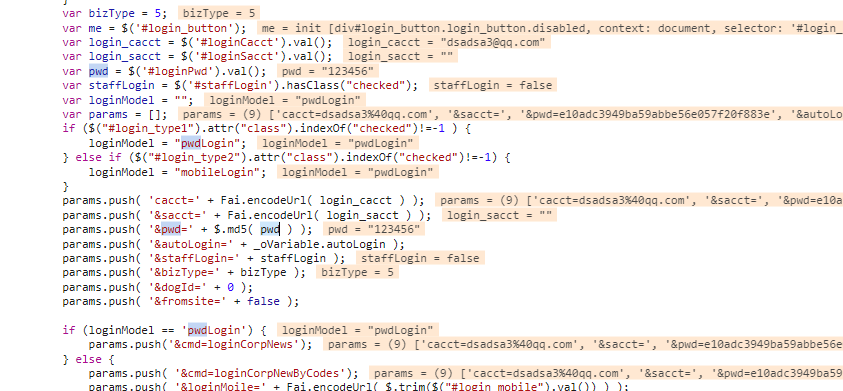 }
var bizType = 5; bizType = 5
var me = $('#login_button'); me = init [div#login_button.login_button.disabled, context: document, selector: '#login_
var login_cacct = $('#loginCacct').val(); login_cacct = "dsadsa3@qq.com"
var login_sacct = $('#loginSacct').val(); login_sacct = ""
var pwd = $('#loginPwd').val(); pwd = "123456"
var staffLogin = $('#staffLogin').hasClass("checked"); staffLogin = false
var loginModel = ""; loginModel = "pwdLogin"
var params = []; params = (9) ['cacct=dsadsa3%40qq.com', '&sacct=', '&pwd=e10adc3949ba59abbe56e057f20f883e', '&autoLo
if ($("#login_type1").attr("class").indexOf("checked")!=-1 ) {
loginModel = "pwdLogin"; loginModel = "pwdLogin"
} else if ($("#login_type2").attr("class").indexOf("checked")!=-1) {
loginModel = "mobileLogin"; loginModel = "pwdLogin"
}
params.push( 'cacct=' + Fai.encodeUrl( login_cacct ) ); params = (9) ['cacct=dsadsa3%40qq.com', '&sacct=', '&pwd=e10a
params.push( '&sacct=' + Fai.encodeUrl( login_sacct ) ); login_sacct = ""
params.push( '&pwd=' + $.md5( pwd ) ); pwd = "123456"
params.push( '&autoLogin=' + _oVariable.autoLogin );
params.push( '&staffLogin=' + staffLogin ); staffLogin = false
params.push( '&bizType=' + bizType ); bizType = 5
params.push( '&dogId=' + 0 );
params.push( '&fromsite=' + false );
if (loginModel == 'pwdLogin') { loginModel = "pwdLogin"
params.push('&cmd=loginCorpNews'); params = (9) ['cacct=dsadsa3%40qq.com', '&sacct=', '&pwd=e10adc3949ba59abbe56e
} else {
params.push( '&cmd=loginCorpNewByCodes'); params = (9) ['cacct=dsadsa3%40qq.com', '&sacct=', '&pwd=e10adc3949ba59
params.push( '&loginMoile=' + Fai.encodeUrl( $.trim($("#login_mobile").val()) ) );